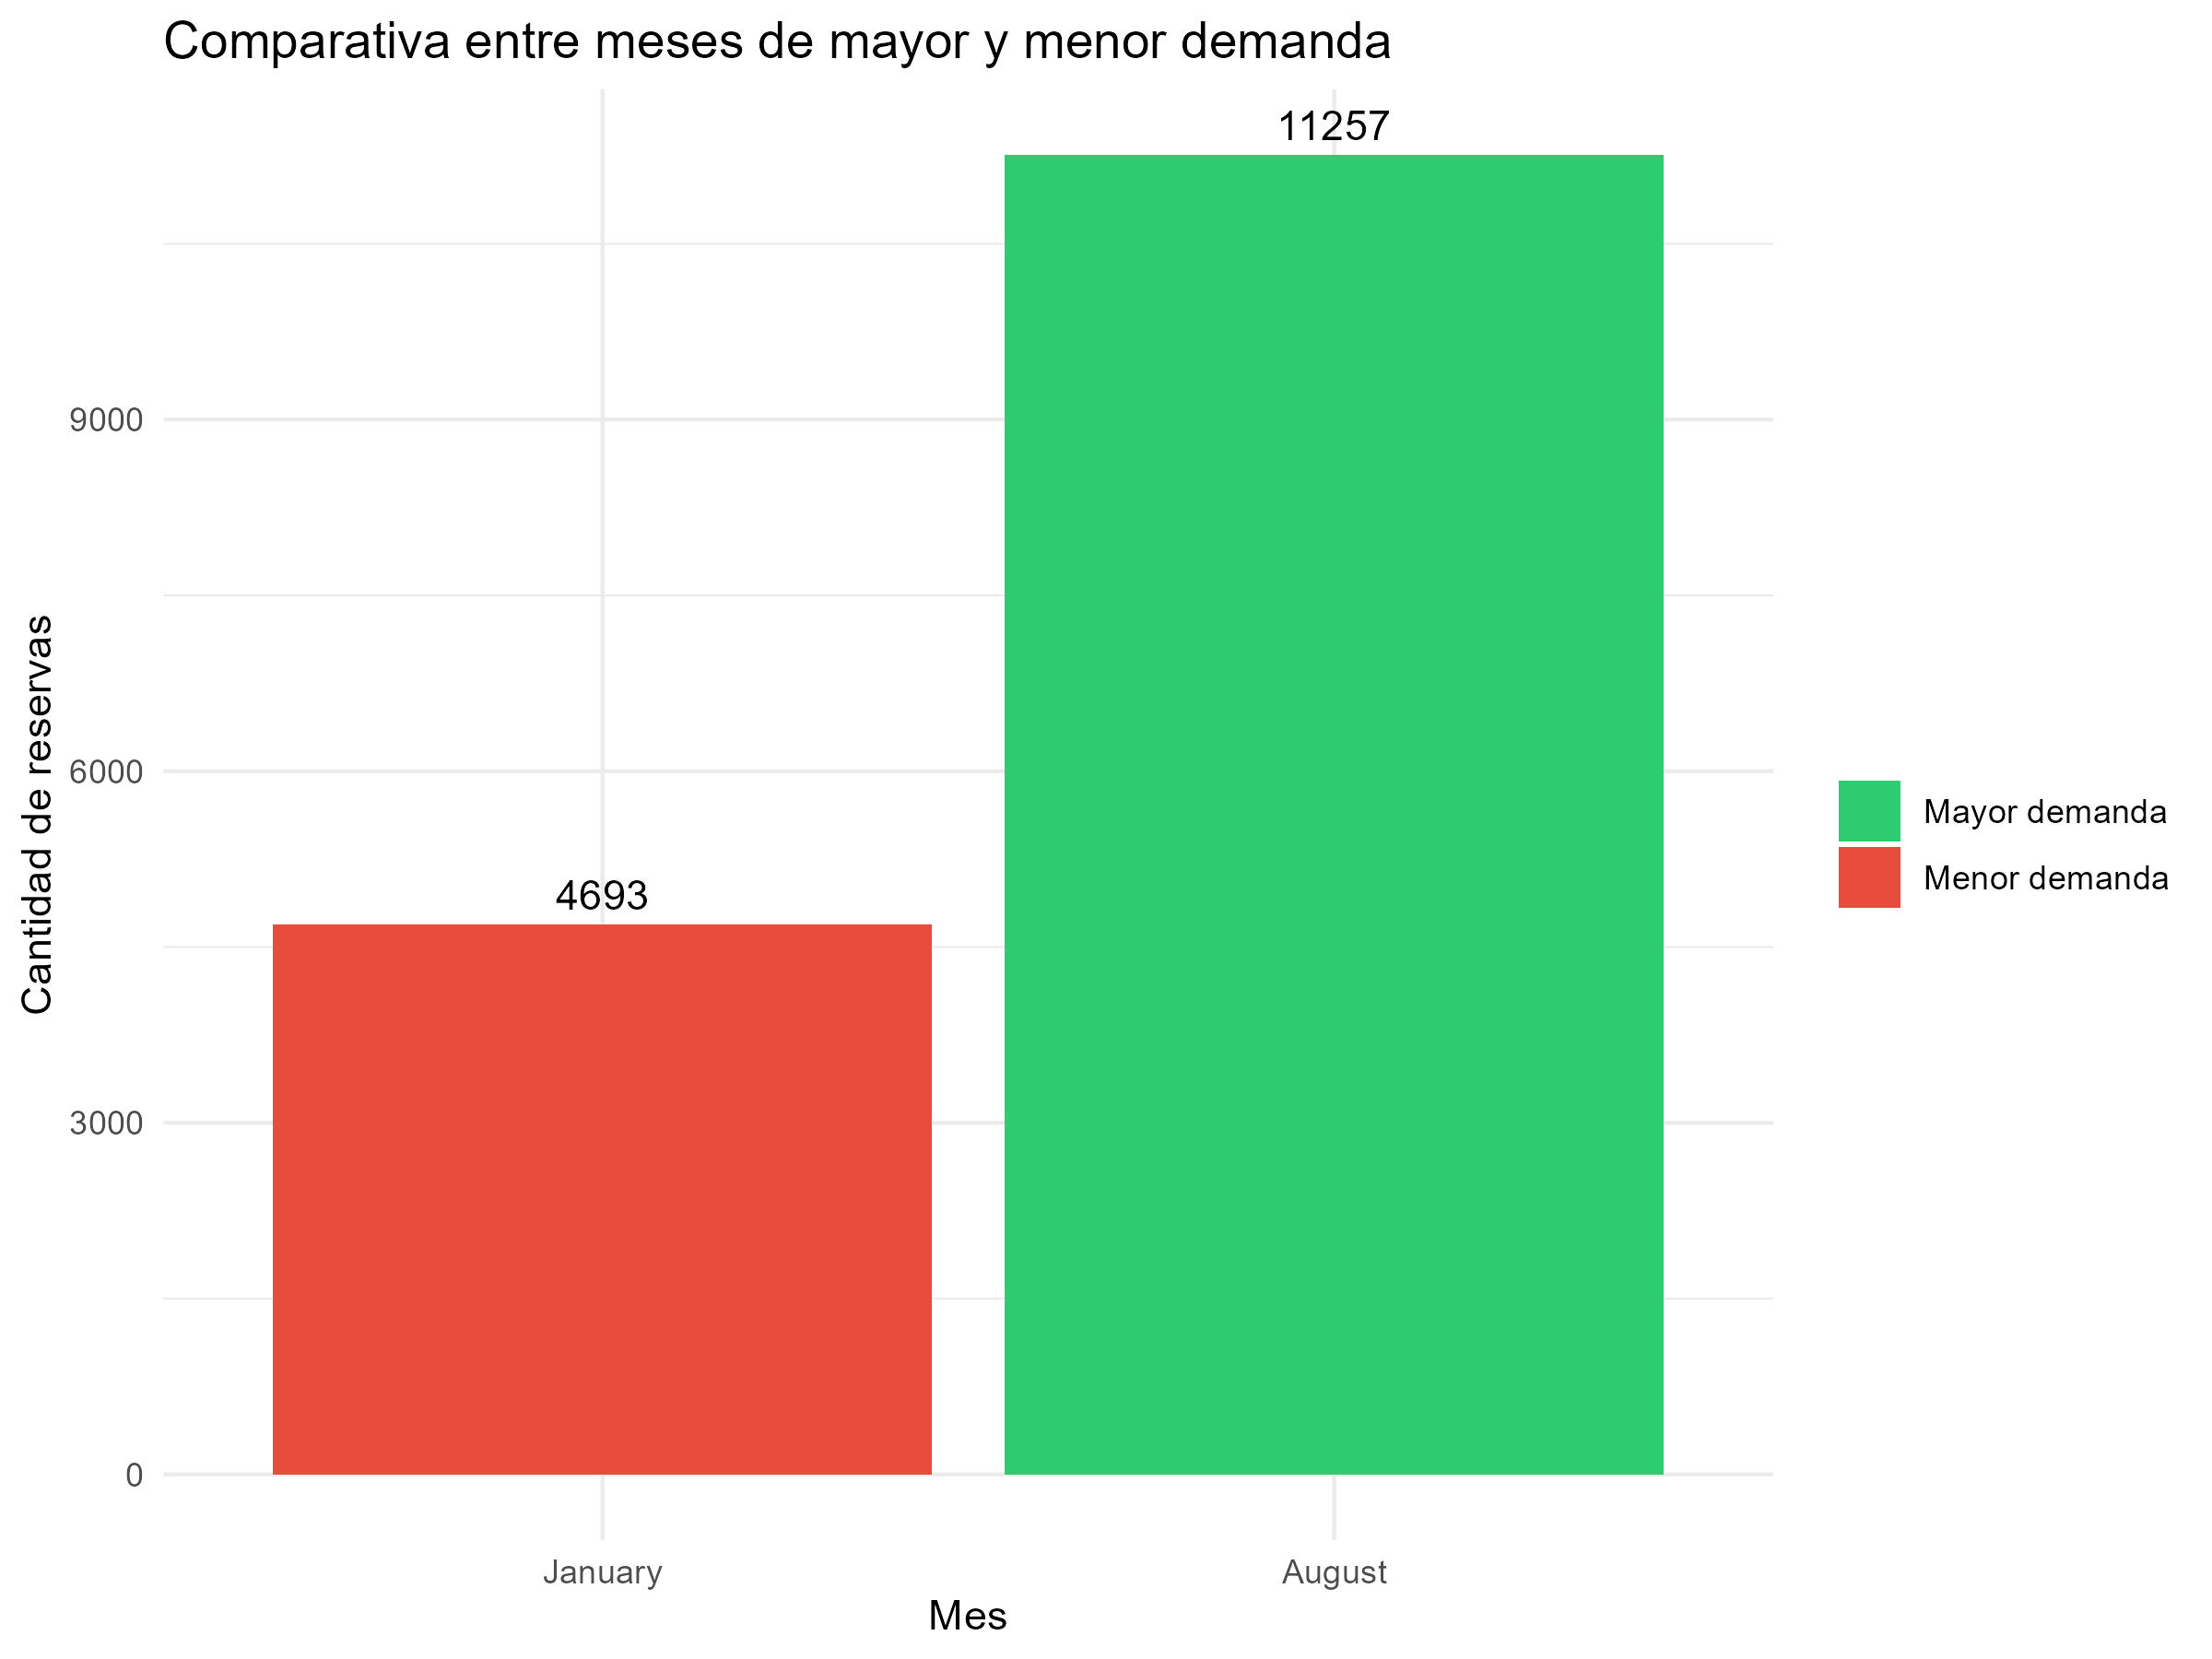 Comparativa entre meses de mayor y menor demanda
11257
9000
Cantidad de reservas
6000
Mayor demanda
4693
Menor demanda
3000
0
January
August
Mes